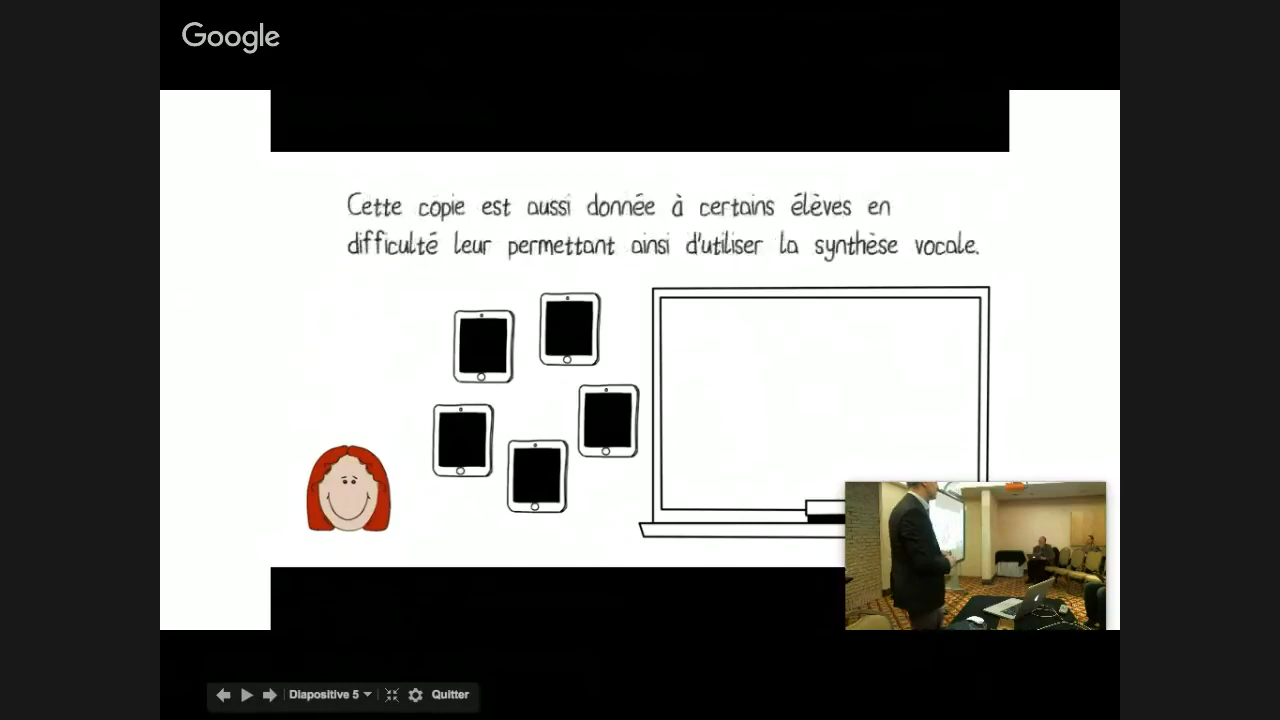 Google
Cette copie est aussi donnée à certains élèves en
difficulté leur permettant ainsi d'utiliser la synthèse vocale.
Diapositive 5
Quitter